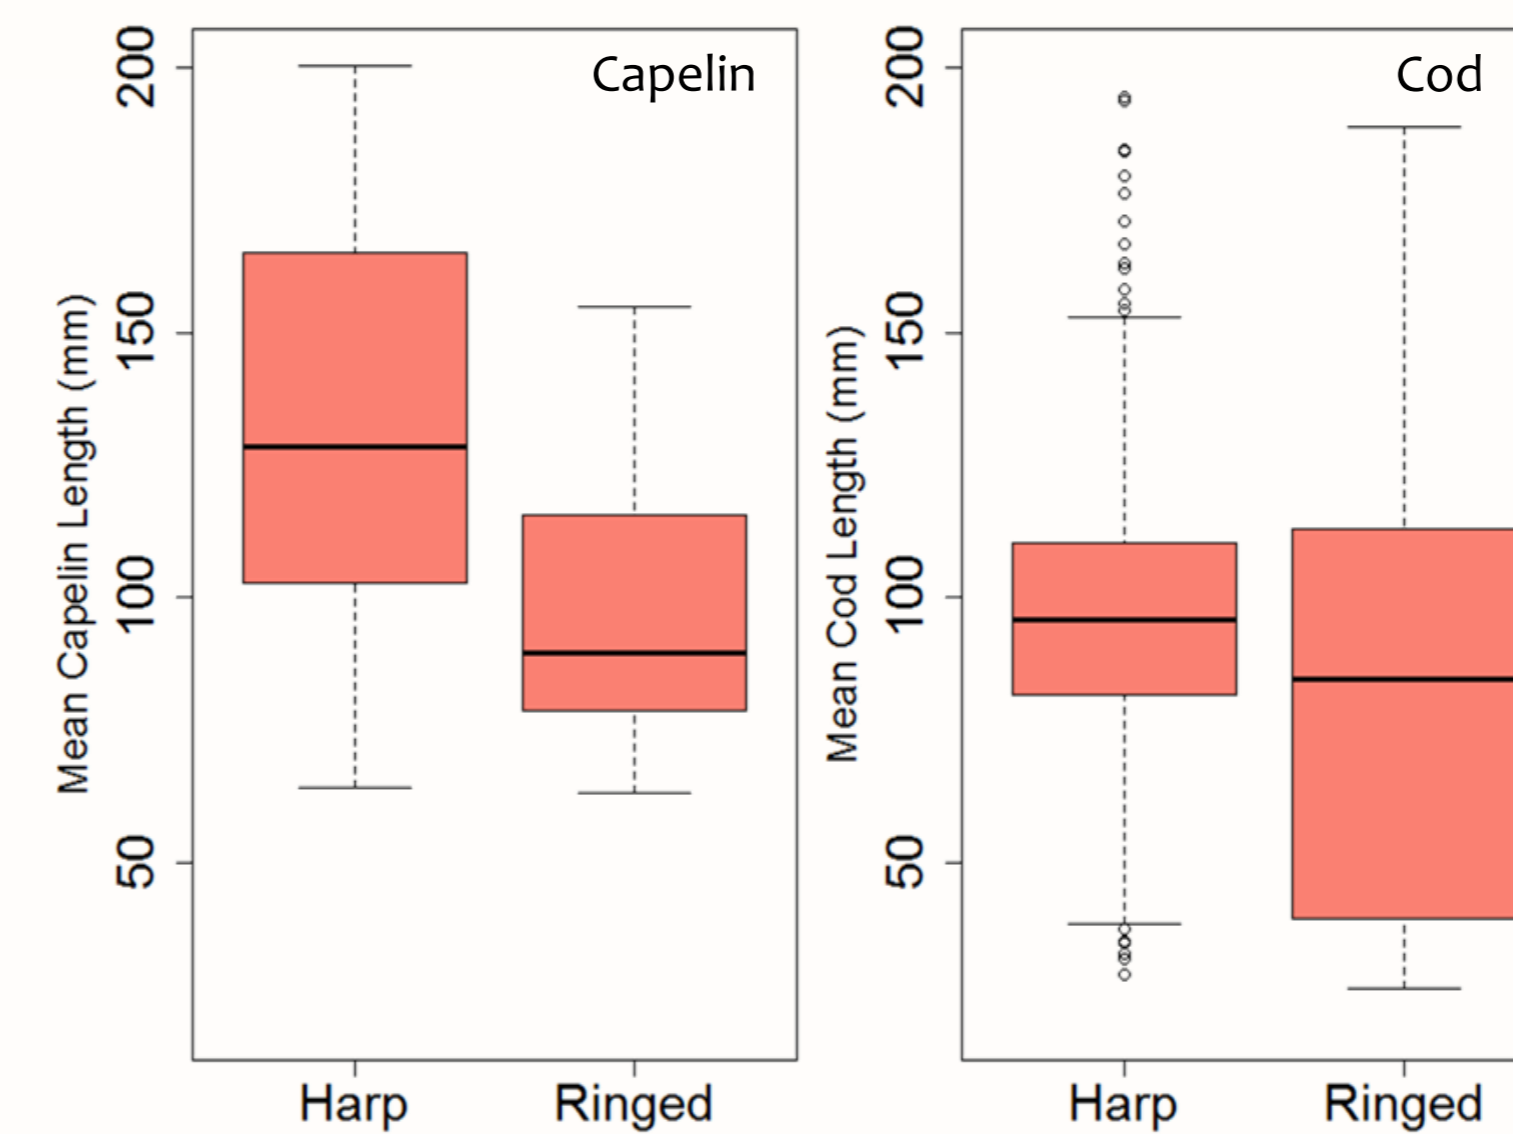 Capelin
Mean Capelin Length (mm)
200
150
100
50
Harp
Ringed
Cod
Mean Cod Length (mm)
200
150
100
50
Harp
Ringed